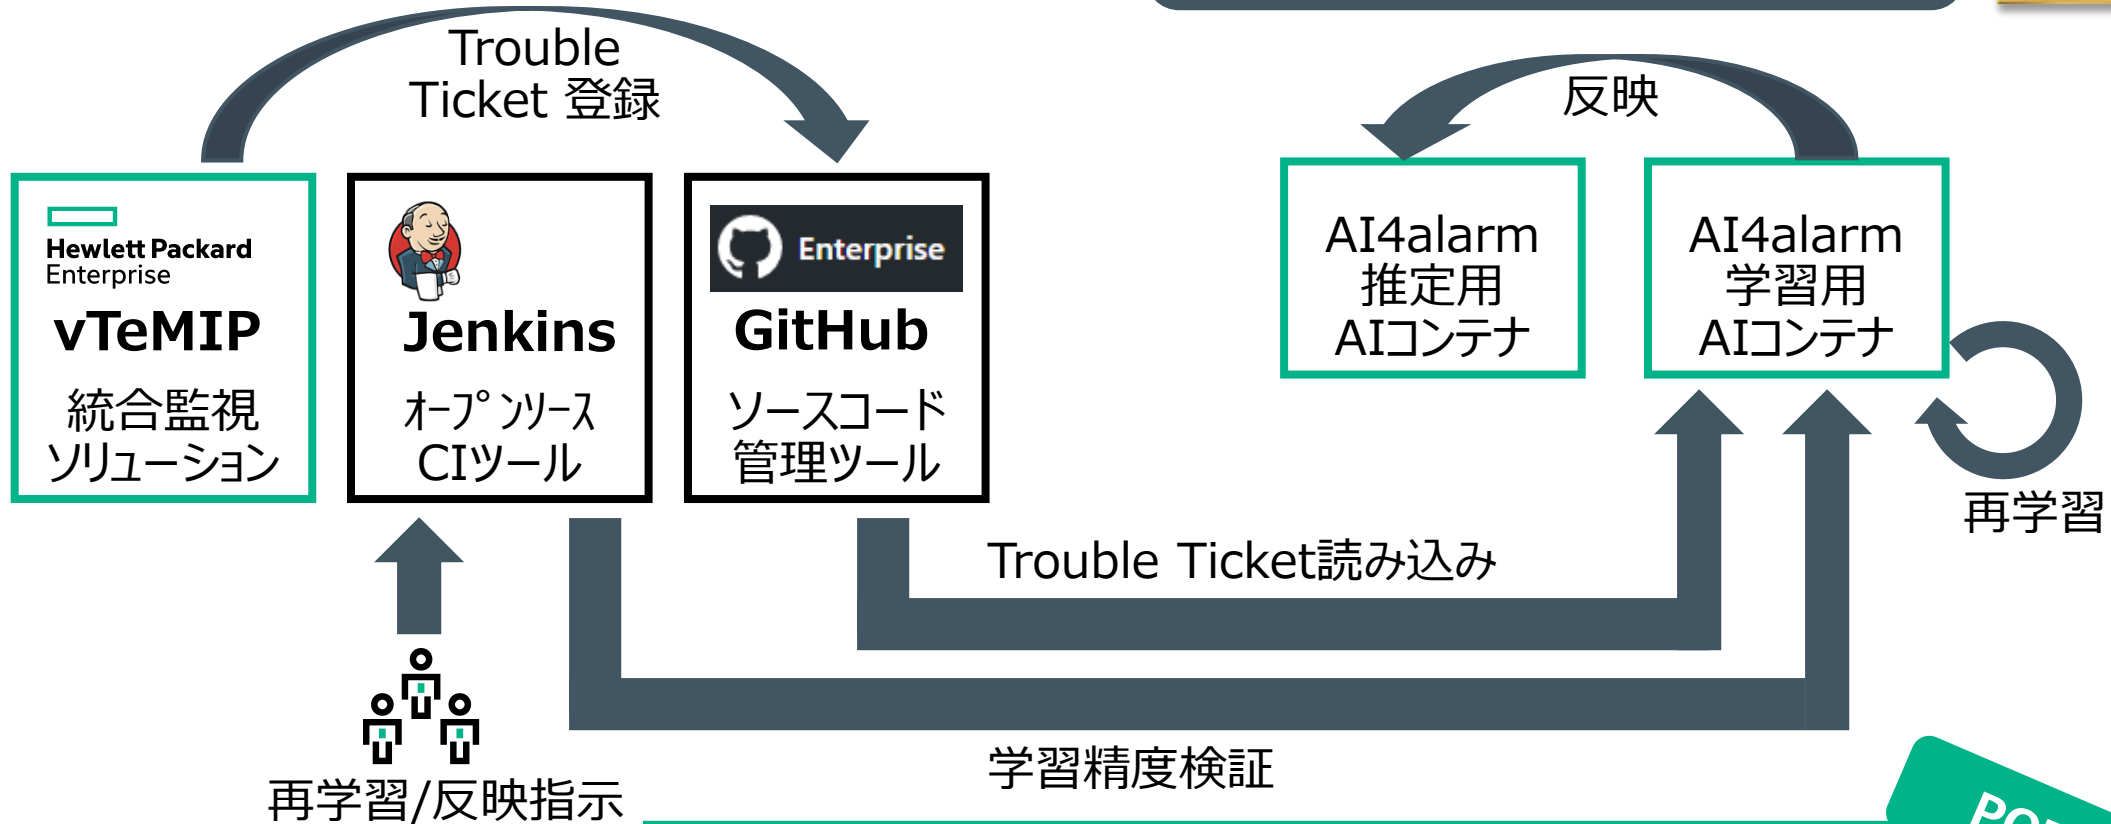 Trouble
Ticket 登録
反映
Hewlett Packard
Enterprise
vTeMIP
統合監視
ソリューション
Jenkins
ｵｰﾌﾟﾝｿｰｽ
CIツール
Enterprise
GitHub
ソースコード
管理ツール
AI4alarm
推定用
AIコンテナ
AI4alarm
学習用
AIコンテナ
再学習
Trouble Ticket読み込み
学習精度検証
再学習/反映指示